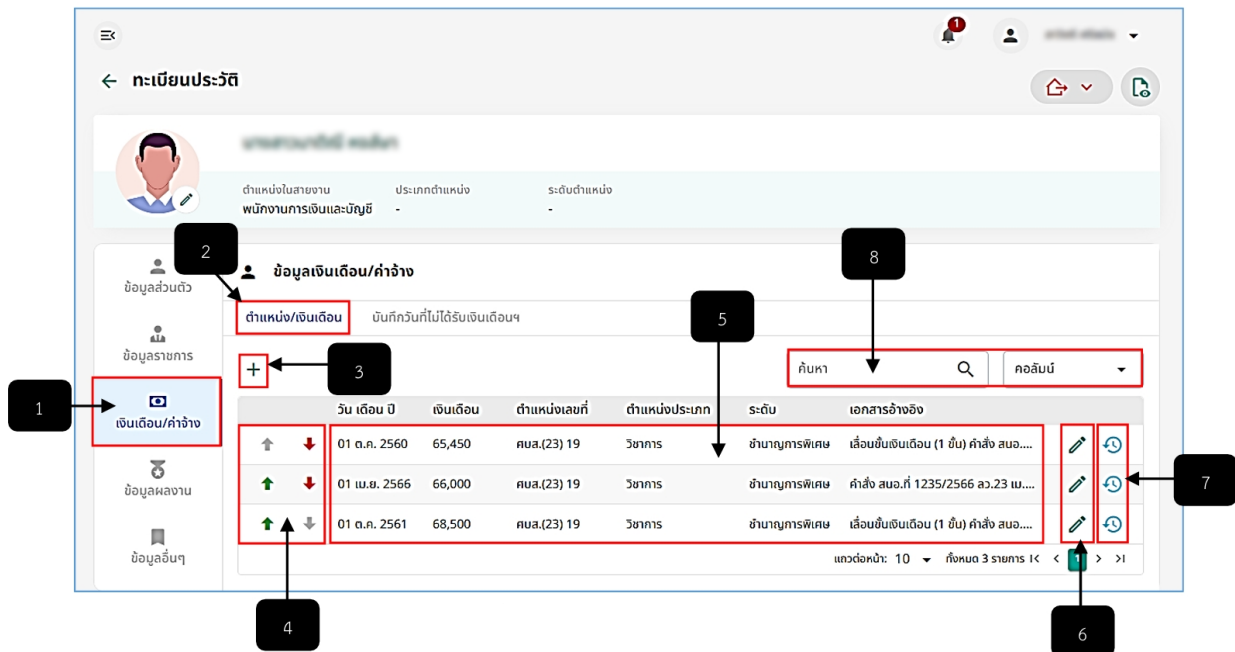 1
ทะเบียนประวัติ
ตำแหน่งในสายงาน ประเภทตำแหน่ง ระดับตำแหน่ง
พนักงานการเงินและบัญชี - -
2
8
ข้อมูลส่วนตัว
ข้อมูลเงินเดือน/ค่าจ้าง
ตำแหน่ง/เงินเดือน บันทึกวันที่ไม่ได้รับเงินเดือนฯ
5
ข้อมูลราชการ
+ 3 ค้นหา คอลัมน์
1
เงินเดือน/ค่าจ้าง
วัน เดือน ปี เงินเดือน ตำแหน่งเลขที่ ตำแหน่งประเภท ระดับ เอกสารอ้างอิง
01 ต.ค. 2560 65,450 ศบส.(23) 19 วิชาการ ชำนาญการพิเศษ เลื่อนขั้นเงินเดือน (1 ขั้น) คำสั่ง สนอ....
ข้อมูลผลงาน
01 เม.ย. 2566 66,000 ศบส.(23) 19 วิชาการ ชำนาญการพิเศษ คำสั่ง สนอ.ที่ 1235/2566 ลว.23 เม....
7
01 ต.ค. 2561 68,500 ศบส.(23) 19 วิชาการ ชำนาญการพิเศษ เลื่อนขั้นเงินเดือน (1 ขั้น) คำสั่ง สนอ....
ข้อมูลอื่นๆ
แถวต่อหน้า: 10 ทั้งหมด 3 รายการ 1
4
6